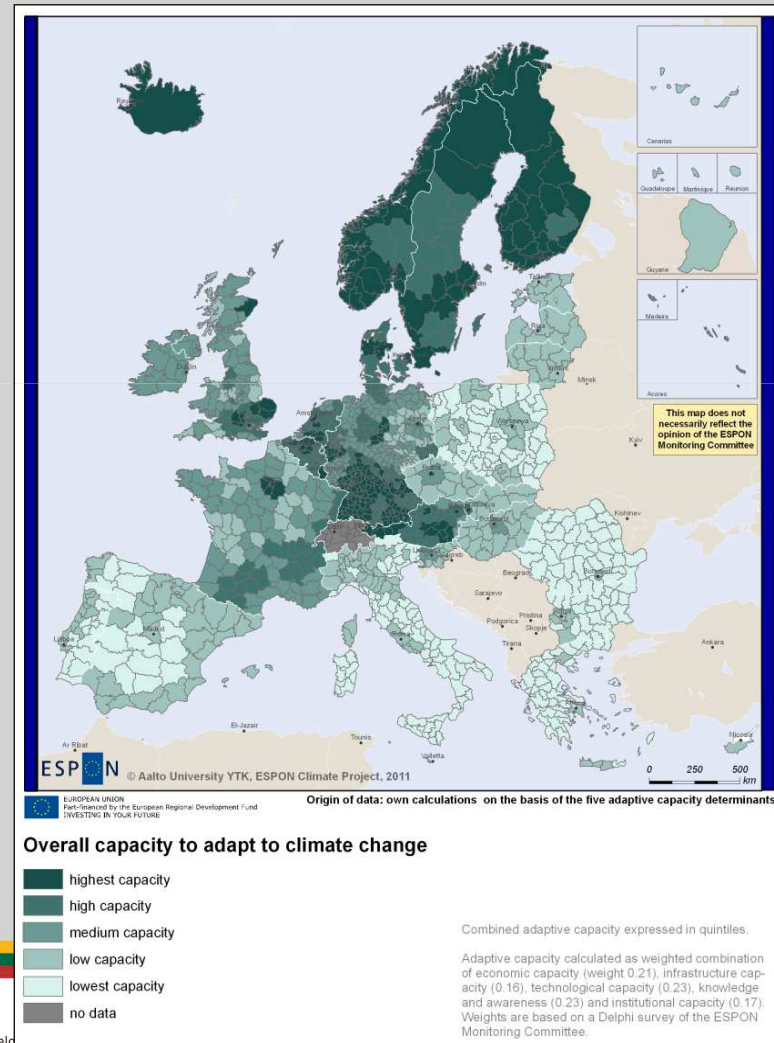 Canarias
Guadeloupe
Martinique
Reunion
Guyane
Madeira
Acores
This map does not
necessarily reflect the
opinion of the ESPON
Monitoring Committee
Tallinn
Riga
Vilnius
Minsk
Dublin
Warszawa
Kyiv
Kishinev
Zagreb
Beograd
Sarajevo
Podgorica
Pristina
Skopje
Tirana
Sofia
Roma
Madrid
Ankara
El-Jazair
Tounis
Ar Ribat
Valletta
Nicosia
ESPON
© Aalto University YTK, ESPON Climate Project, 2011
0 250 500
km
EUROPEAN UNION
Part-financed by the European Regional Development Fund
INVESTING IN YOUR FUTURE
Origin of data: own calculations on the basis of the five adaptive capacity determinants
Overall capacity to adapt to climate change
highest capacity
high capacity
medium capacity
low capacity
lowest capacity
no data
Combined adaptive capacity expressed in quintiles.
Adaptive capacity calculated as weighted combination
of economic capacity (weight 0.21), infrastructure cap-
acity (0.16), technological capacity (0.23), knowledge
and awareness (0.23) and institutional capacity (0.17).
Weights are based on a Delphi survey of the ESPON
Monitoring Committee.